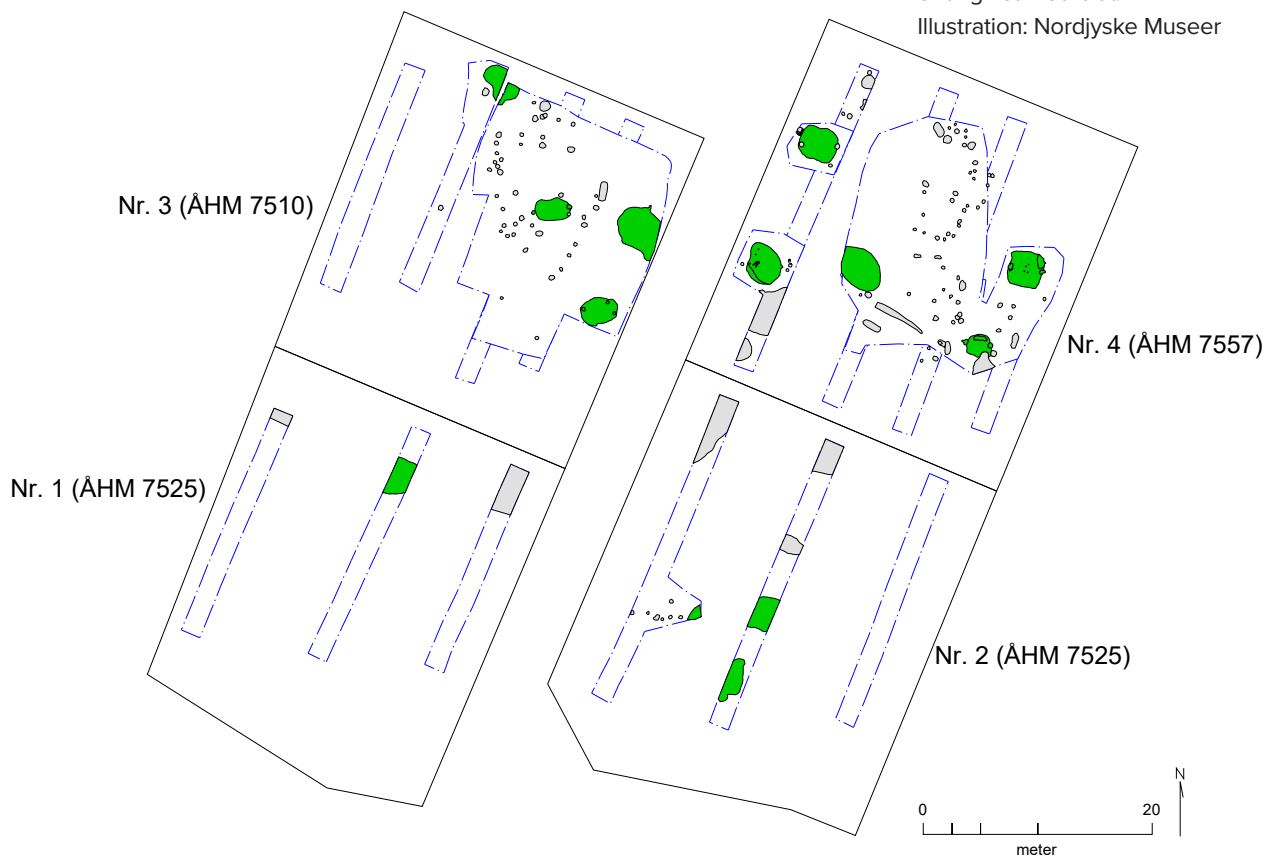 Illustration: Nordjyske Museer
Nr. 3 (ÅHM 7510)
Nr. 4 (ÅHM 7557)
Nr. 1 (ÅHM 7525)
Nr. 2 (ÅHM 7525)
N
0 20
meter